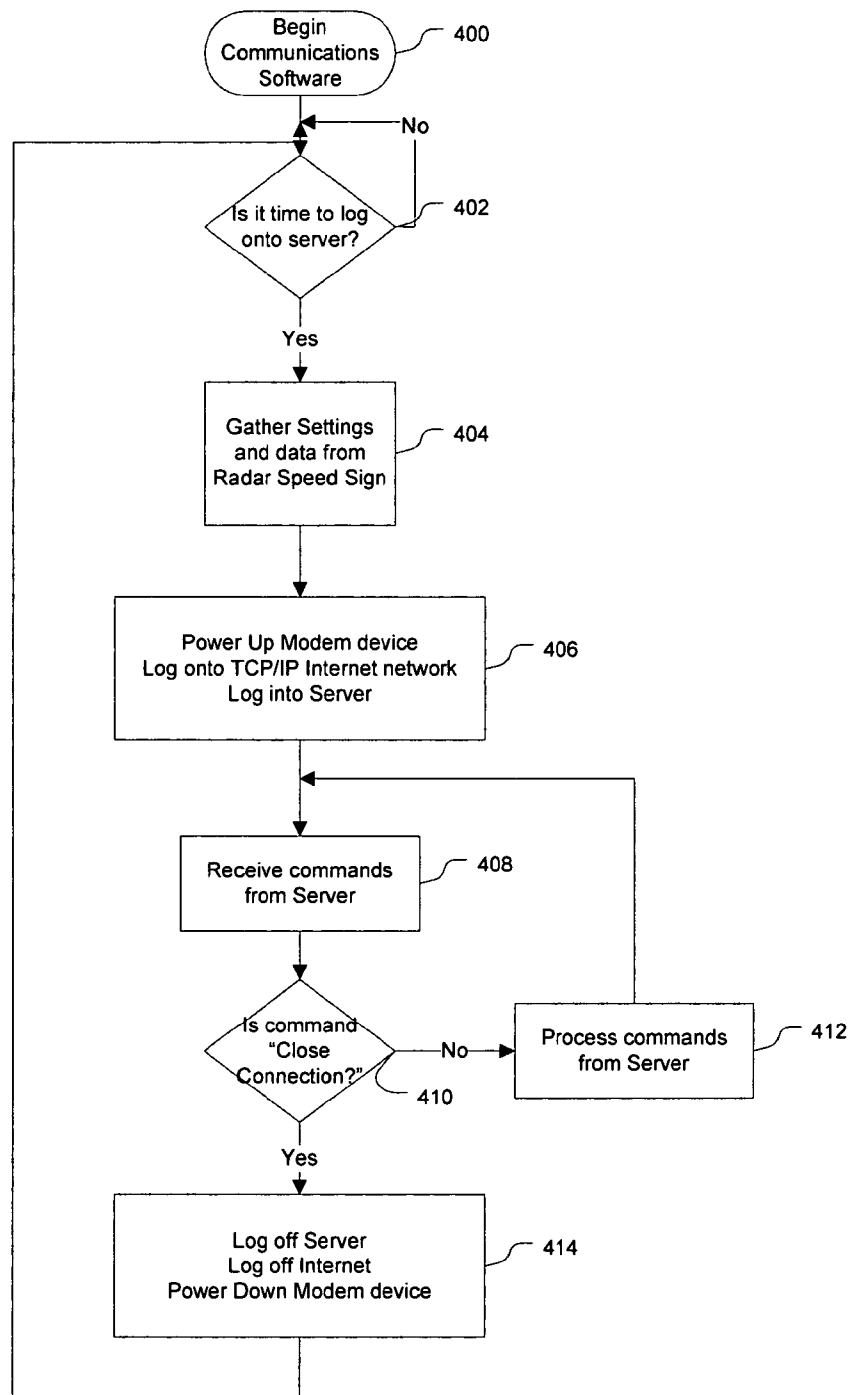 Begin
Communications
Software
400
No
Is it time to log
onto server?
402
Yes
Gather Settings
and data from
Radar Speed Sign
404
Power Up Modem device
Log onto TCP/IP Internet network
Log into Server
406
Receive commands
from Server
408
Is command
“Close
Connection?”
410
No
Process commands
from Server
412
Yes
Log off Server
Log off Internet
Power Down Modem device
414